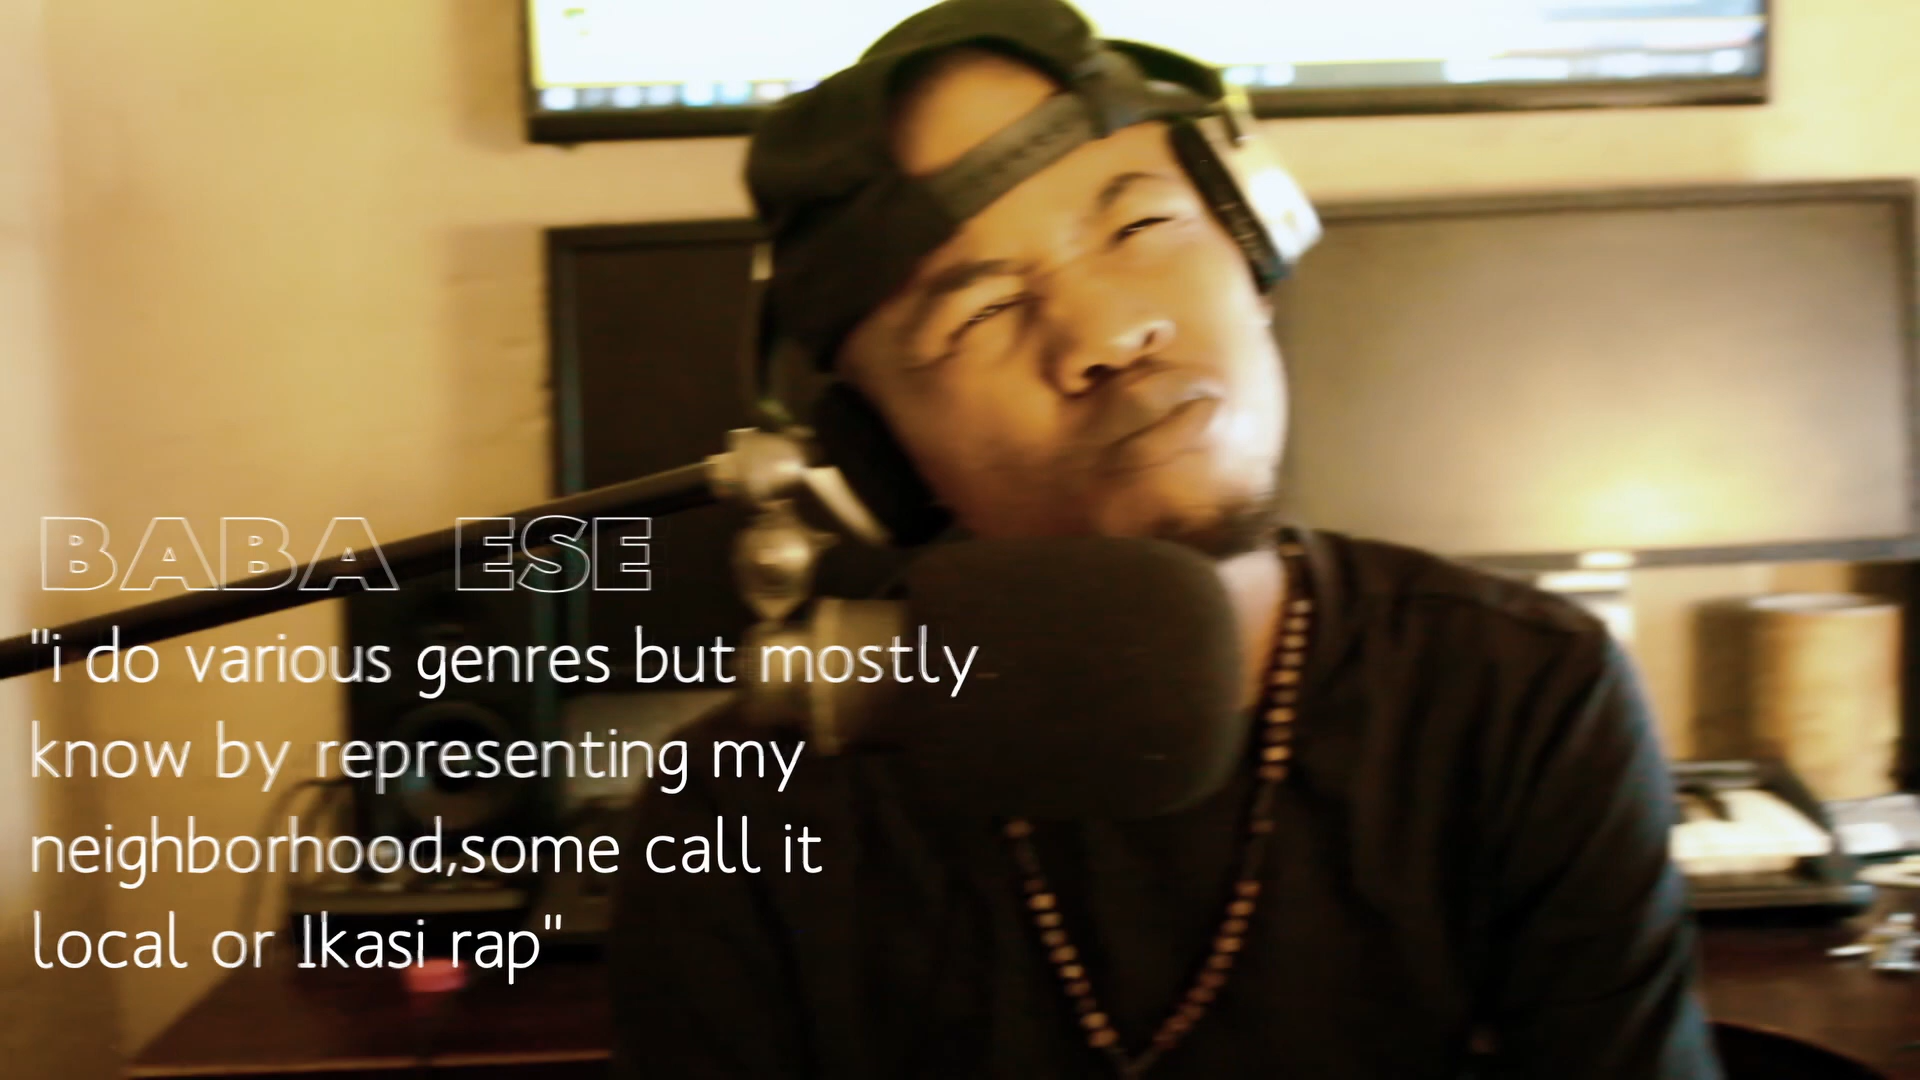 BABA ESE
"i do various genres but mostly
know by representing my
neighborhood,some call it
local or Ikasi rap"